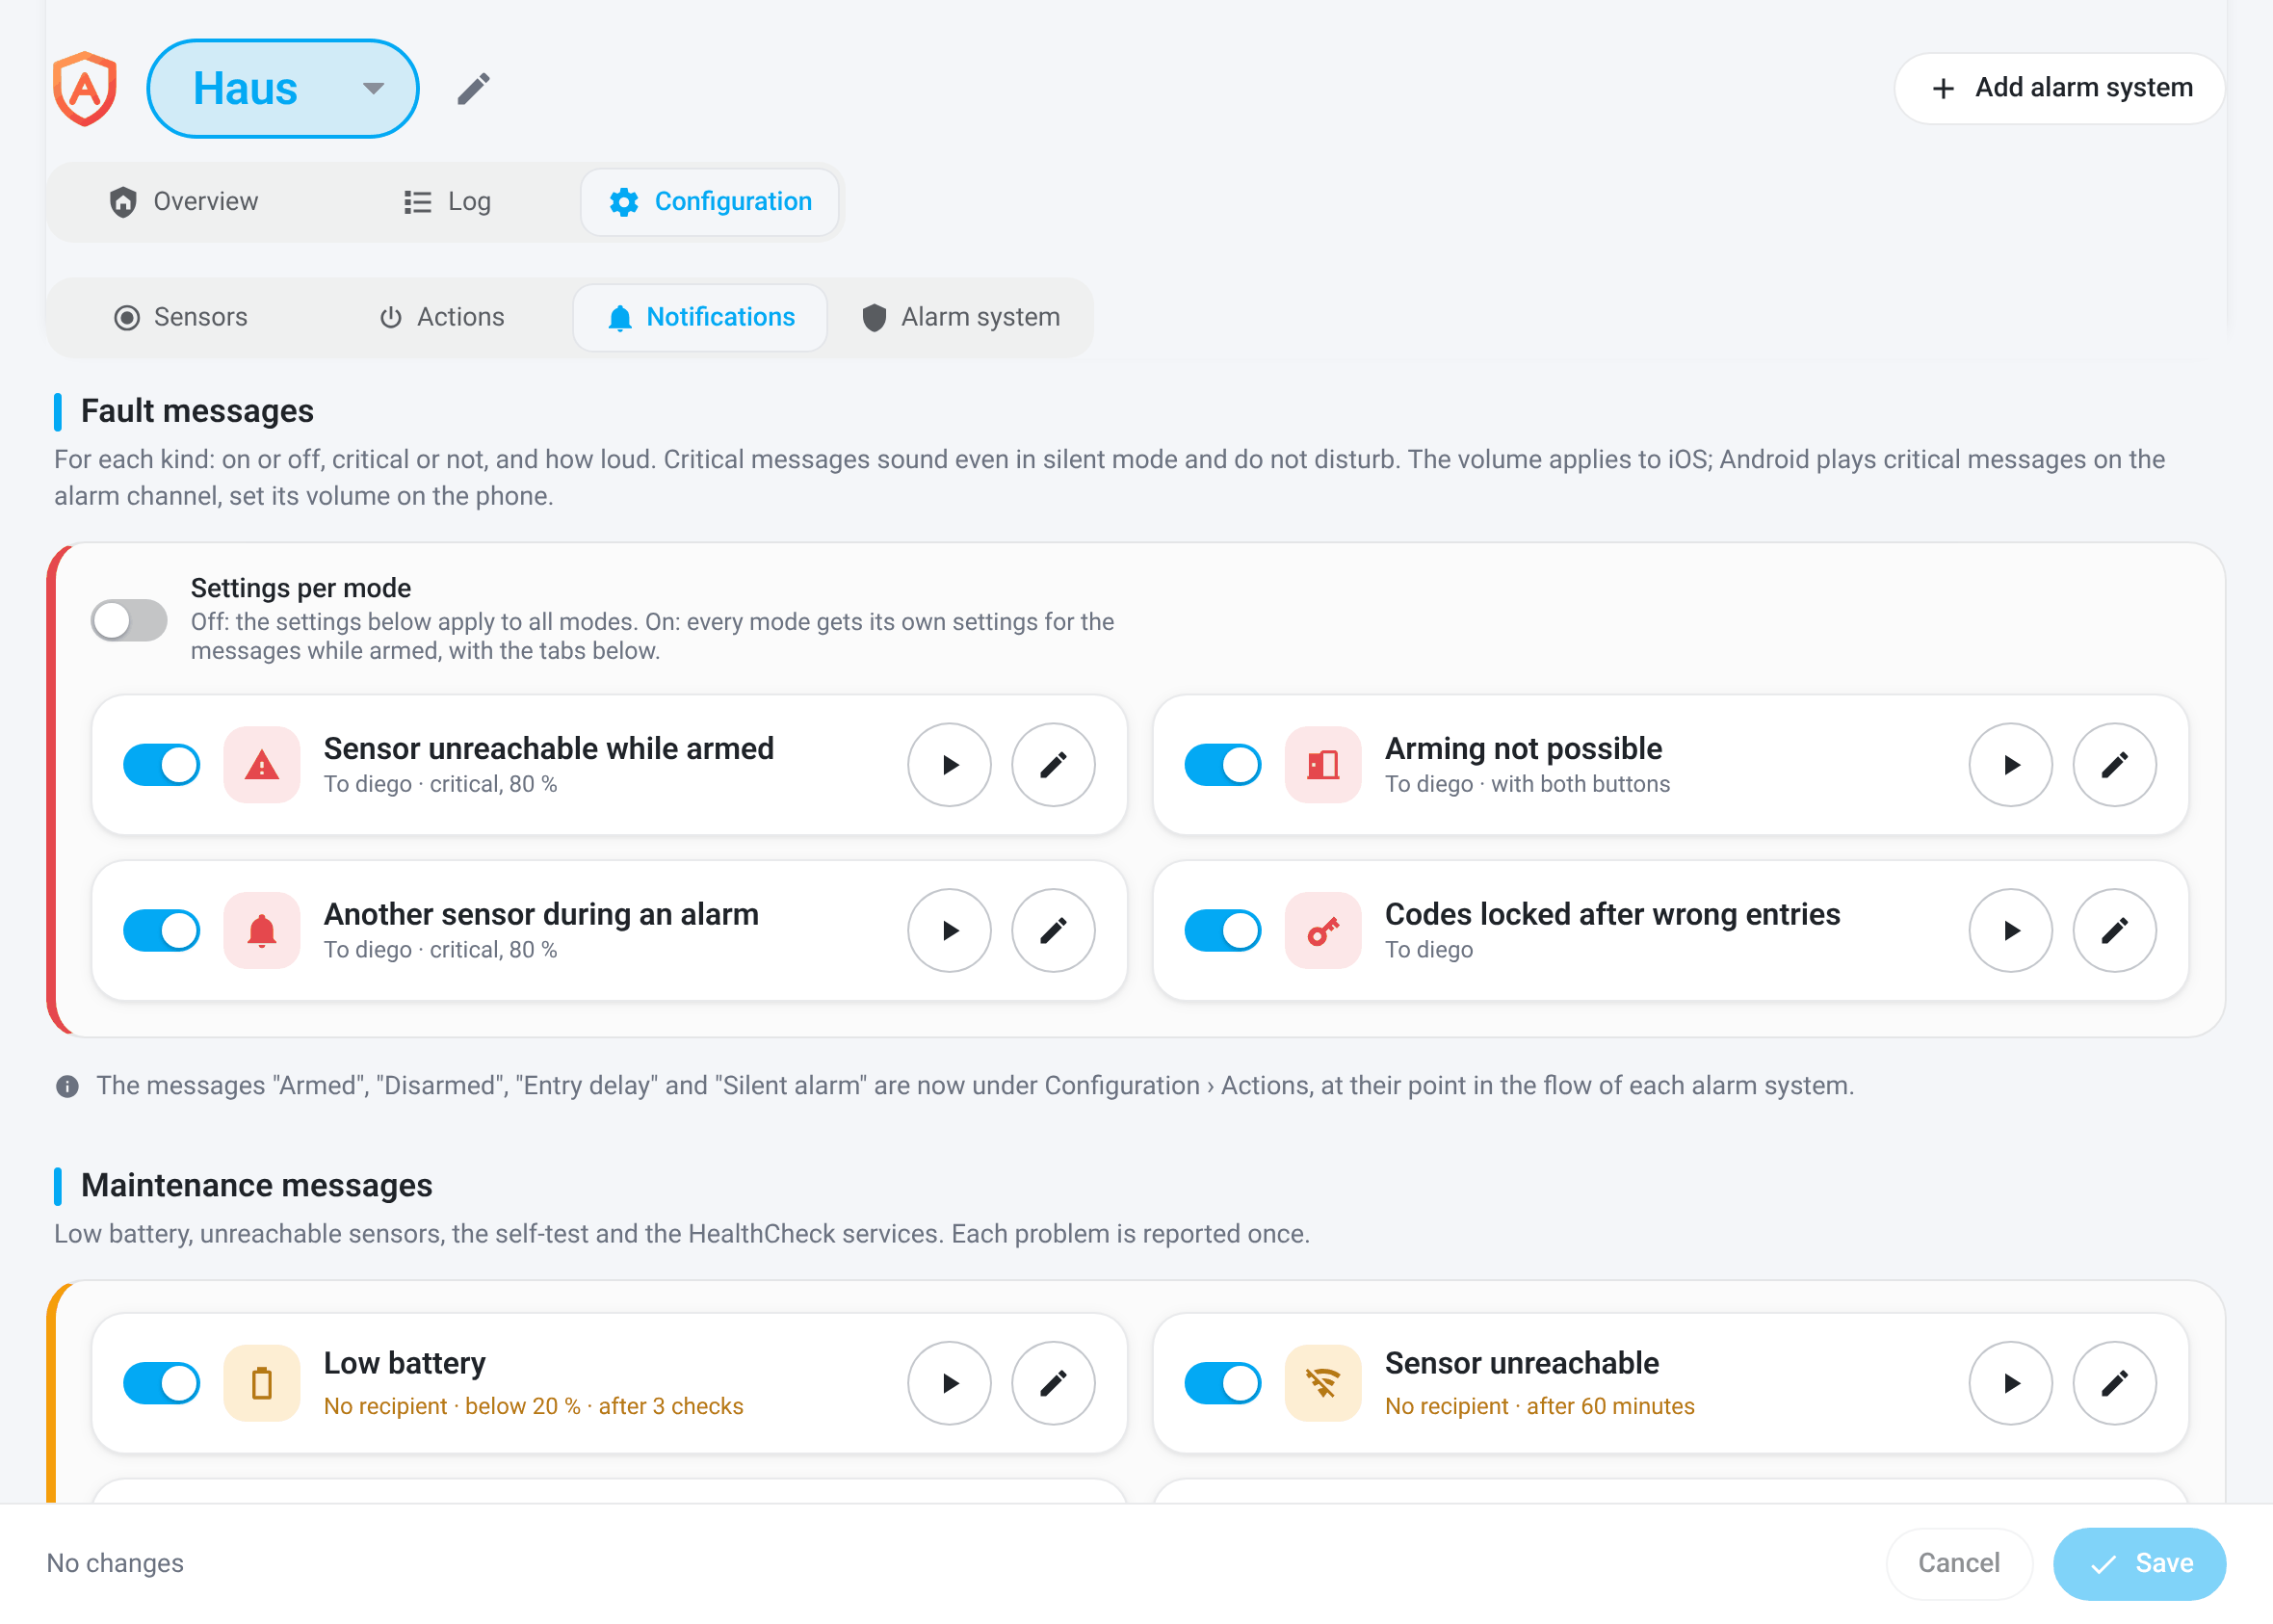 Haus
Add alarm system
Overview
Log
Configuration
Sensors
Actions
Notifications
Alarm system
Fault messages
For each kind: on or off, critical or not, and how loud. Critical messages sound even in silent mode and do not disturb. The volume applies to iOS; Android plays critical messages on the
alarm channel, set its volume on the phone.
Settings per mode
Off: the settings below apply to all modes. On: every mode gets its own settings for the
messages while armed, with the tabs below.
Sensor unreachable while armed
To diego · critical, 80 %
Arming not possible
To diego · with both buttons
Another sensor during an alarm
To diego · critical, 80 %
Codes locked after wrong entries
To diego
The messages "Armed", "Disarmed", "Entry delay" and "Silent alarm" are now under Configuration › Actions, at their point in the flow of each alarm system.
Maintenance messages
Low battery, unreachable sensors, the self-test and the HealthCheck services. Each problem is reported once.
Low battery
No recipient · below 20 % · after 3 checks
Sensor unreachable
No recipient · after 60 minutes
No changes
Cancel
Save